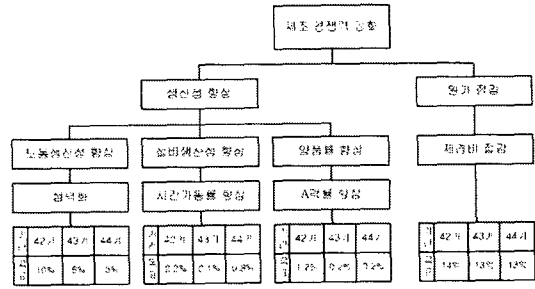 제조 경쟁력 강화
생산성 향상
원가 절감
노동생산성 향상
설비생산성 향상
양품률 향상
재료비 절감
성력화
시간가동률 향상
A락률 향상
42기 43기 44기
42기 43기 44기
42기 43기 44기
42기 43기 44기
10% 5% 5%
14% 13% 13%